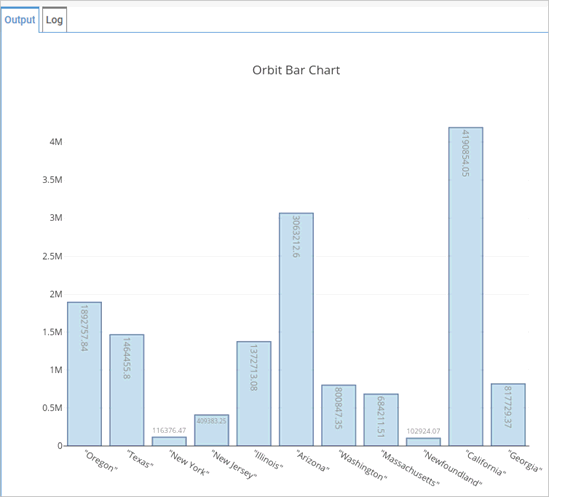 Output Log
Orbit Bar Chart
4M
3.5M
3M
2.5M
2M
1.5M
1M
0.5M
0
1892757.84
1464455.8
116376.47
409383.25
1372713.08
3063212.6
800847.35
684211.51
102924.07
4190854.05
817729.37
"Oregon"
"Texas"
"New York"
"New Jersey"
"Illinois"
"Arizona"
"Washington"
"Massachusetts"
"Newfoundland"
"California"
"Georgia"